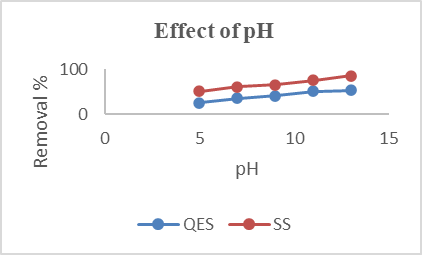 Effect of pH
100
0
Removal %
0 5 10 15
pH
QES SS